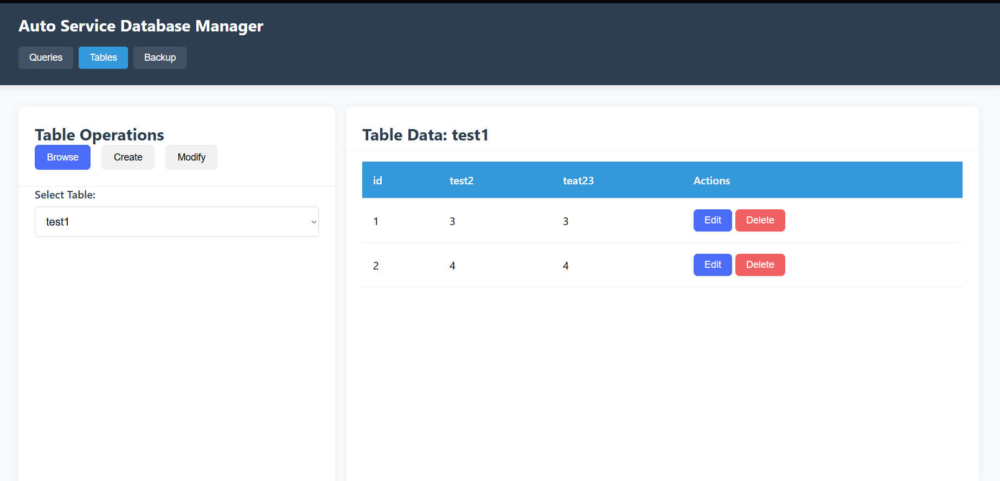 Auto Service Database Manager
Queries Tables Backup
Table Operations
Browse Create Modify
Select Table:
test1
Table Data: test1
id test2 teat23 Actions
1 3 3 Edit Delete
2 4 4 Edit Delete